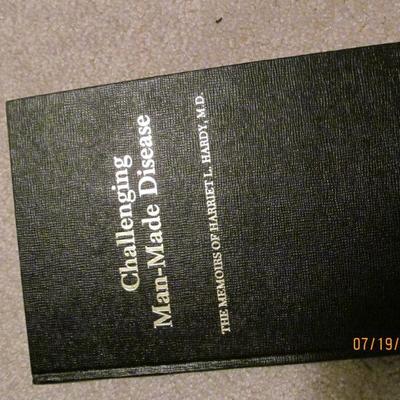 Challenging
Man-Made Disease
THE MEMOIRS OF HARRIET L. HARDY, M.D.
07/19/